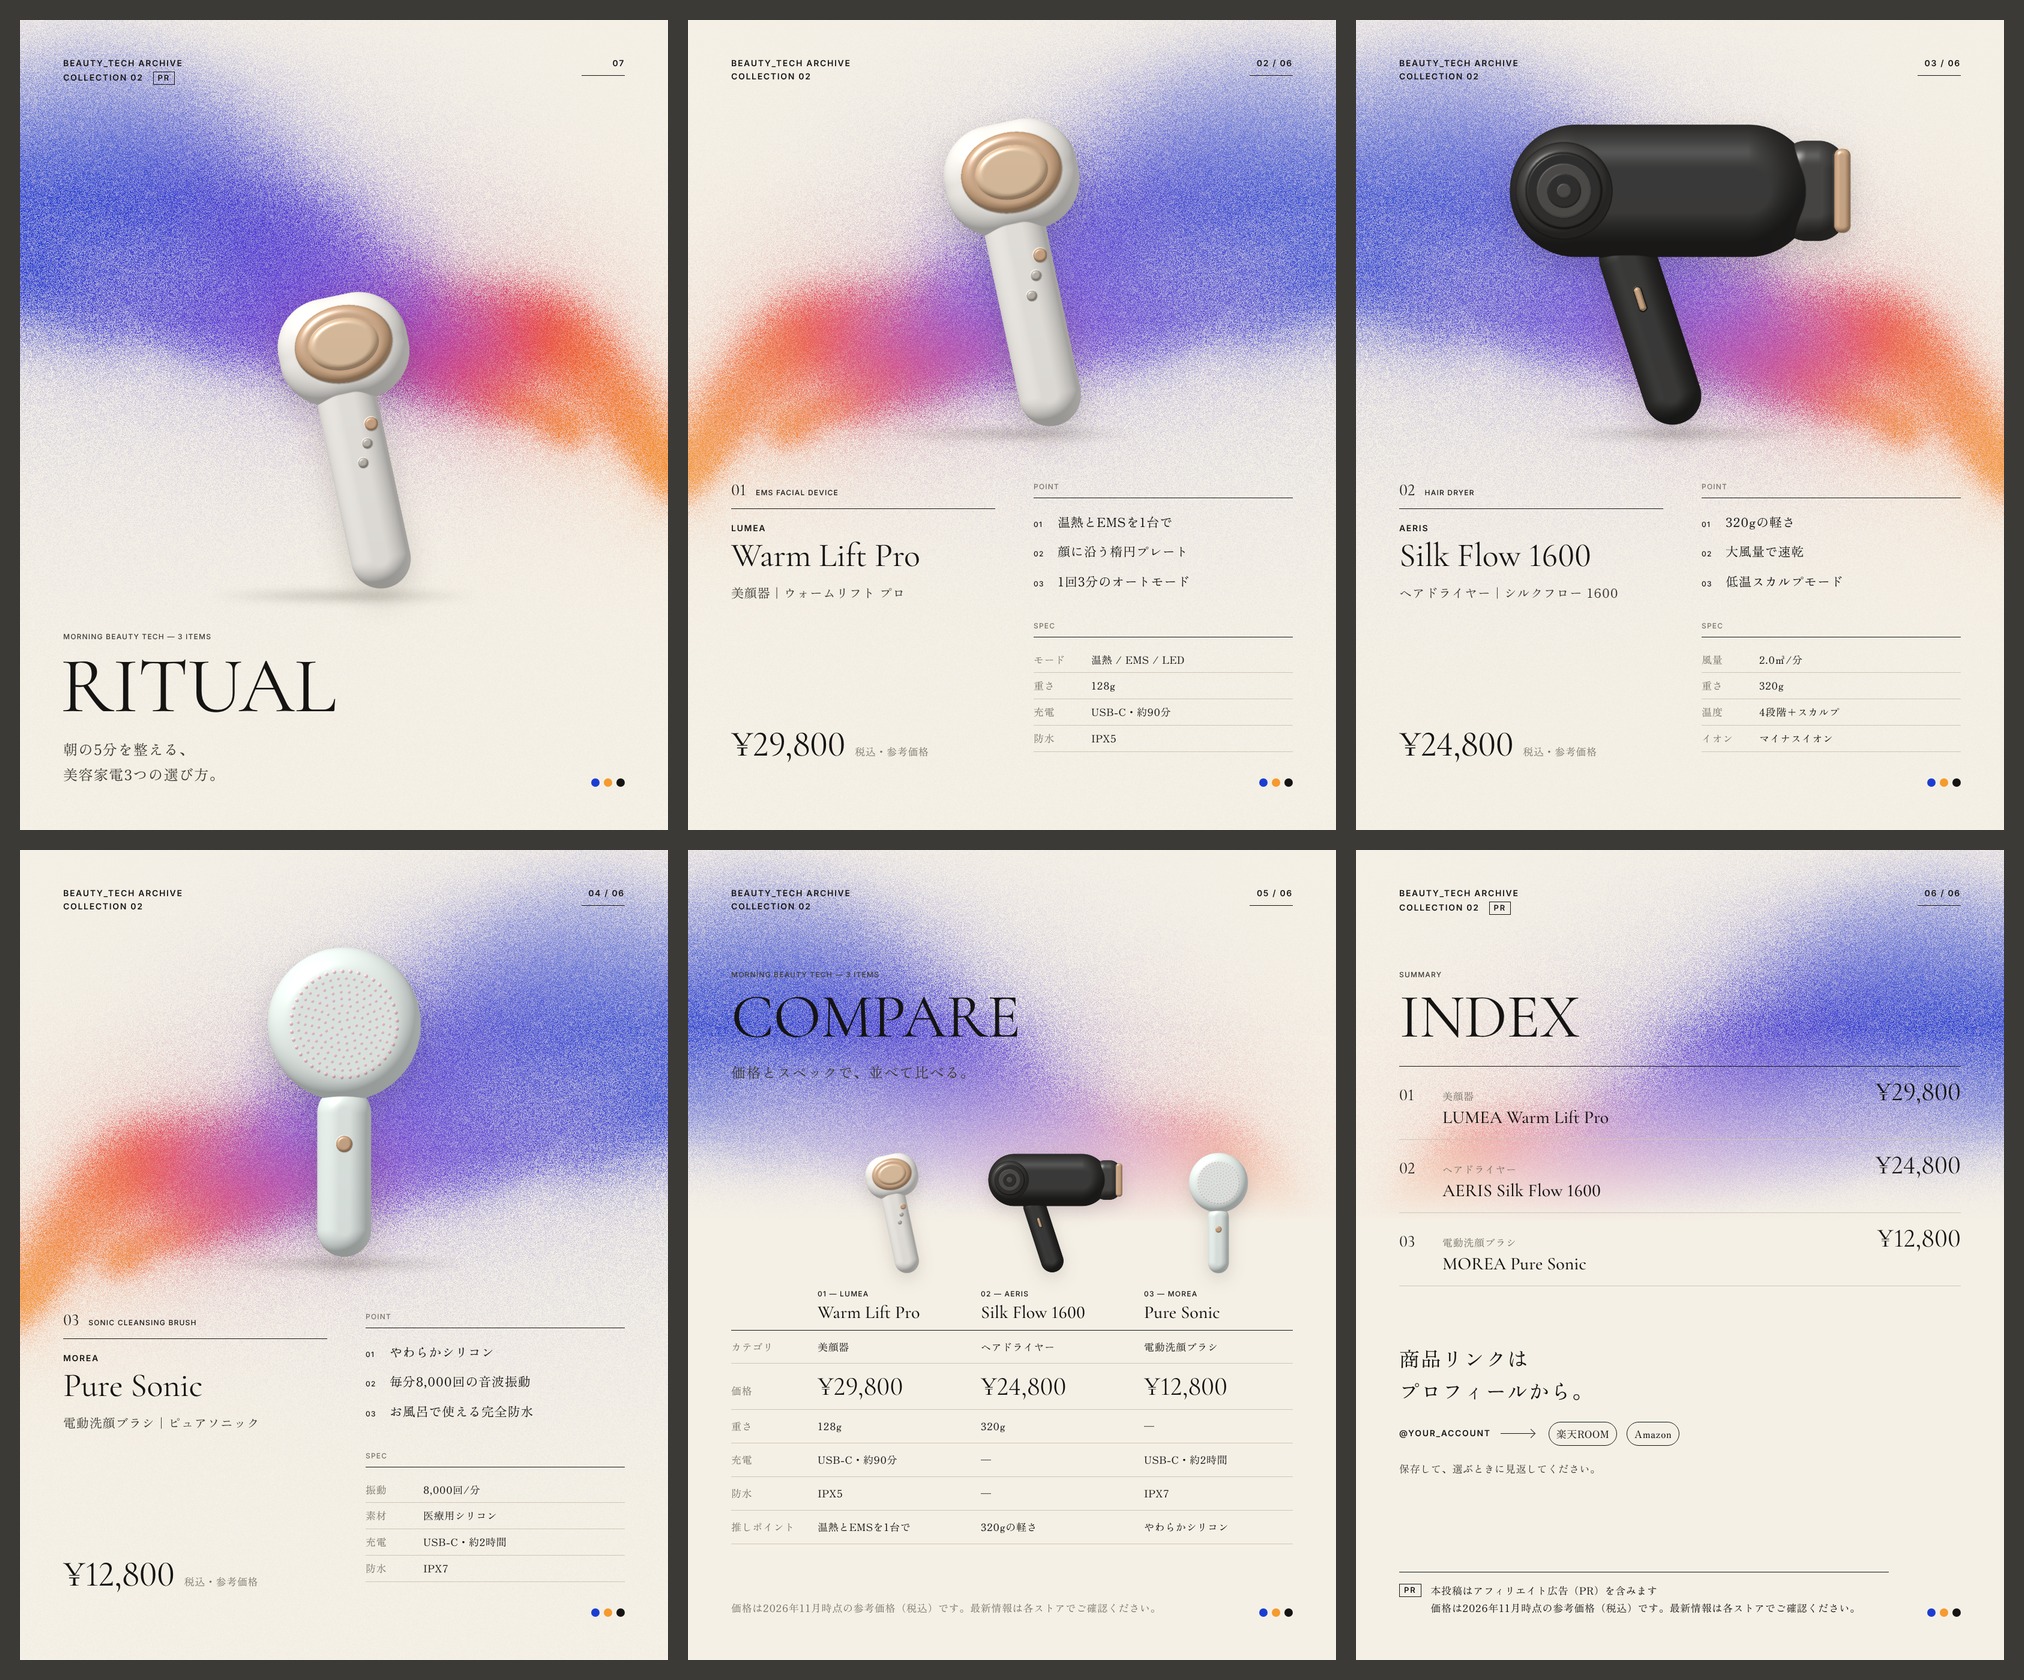 BEAUTY_TECH ARCHIVE
COLLECTION 02 PR
07
MORNING BEAUTY TECH — 3 ITEMS
RITUAL
朝の5分を整える、
美容家電3つの選び方。
BEAUTY_TECH ARCHIVE
COLLECTION 02
02 / 06
01 EMS FACIAL DEVICE
LUMEA
Warm Lift Pro
美顔器｜ウォームリフト プロ
¥29,800 税込・参考価格
POINT
01 温熱とEMSを1台で
02 顔に沿う楕円プレート
03 1回3分のオートモード
SPEC
モード 温熱 / EMS / LED
重さ 128g
充電 USB-C・約90分
防水 IPX5
BEAUTY_TECH ARCHIVE
COLLECTION 02
03 / 06
02 HAIR DRYER
AERIS
Silk Flow 1600
ヘアドライヤー｜シルクフロー 1600
¥24,800 税込・参考価格
POINT
01 320gの軽さ
02 大風量で速乾
03 低温スカルプモード
SPEC
風量 2.0㎥/分
重さ 320g
温度 4段階＋スカルプ
イオン マイナスイオン
BEAUTY_TECH ARCHIVE
COLLECTION 02
04 / 06
03 SONIC CLEANSING BRUSH
MOREA
Pure Sonic
電動洗顔ブラシ｜ピュアソニック
¥12,800 税込・参考価格
POINT
01 やわらかシリコン
02 毎分8,000回の音波振動
03 お風呂で使える完全防水
SPEC
振動 8,000回/分
素材 医療用シリコン
充電 USB-C・約2時間
防水 IPX7
BEAUTY_TECH ARCHIVE
COLLECTION 02
05 / 06
MORNING BEAUTY TECH — 3 ITEMS
COMPARE
価格とスペックで、並べて比べる。
01 — LUMEA 02 — AERIS 03 — MOREA
Warm Lift Pro Silk Flow 1600 Pure Sonic
カテゴリ 美顔器 ヘアドライヤー 電動洗顔ブラシ
価格 ¥29,800 ¥24,800 ¥12,800
重さ 128g 320g —
充電 USB-C・約90分 — USB-C・約2時間
防水 IPX5 — IPX7
推しポイント 温熱とEMSを1台で 320gの軽さ やわらかシリコン
価格は2026年11月時点の参考価格（税込）です。最新情報は各ストアでご確認ください。
BEAUTY_TECH ARCHIVE
COLLECTION 02 PR
06 / 06
SUMMARY
INDEX
01 美顔器 ¥29,800
LUMEA Warm Lift Pro
02 ヘアドライヤー ¥24,800
AERIS Silk Flow 1600
03 電動洗顔ブラシ ¥12,800
MOREA Pure Sonic
商品リンクは
プロフィールから。
@YOUR_ACCOUNT 楽天ROOM Amazon
保存して、選ぶときに見返してください。
PR 本投稿はアフィリエイト広告（PR）を含みます
価格は2026年11月時点の参考価格（税込）です。最新情報は各ストアでご確認ください。